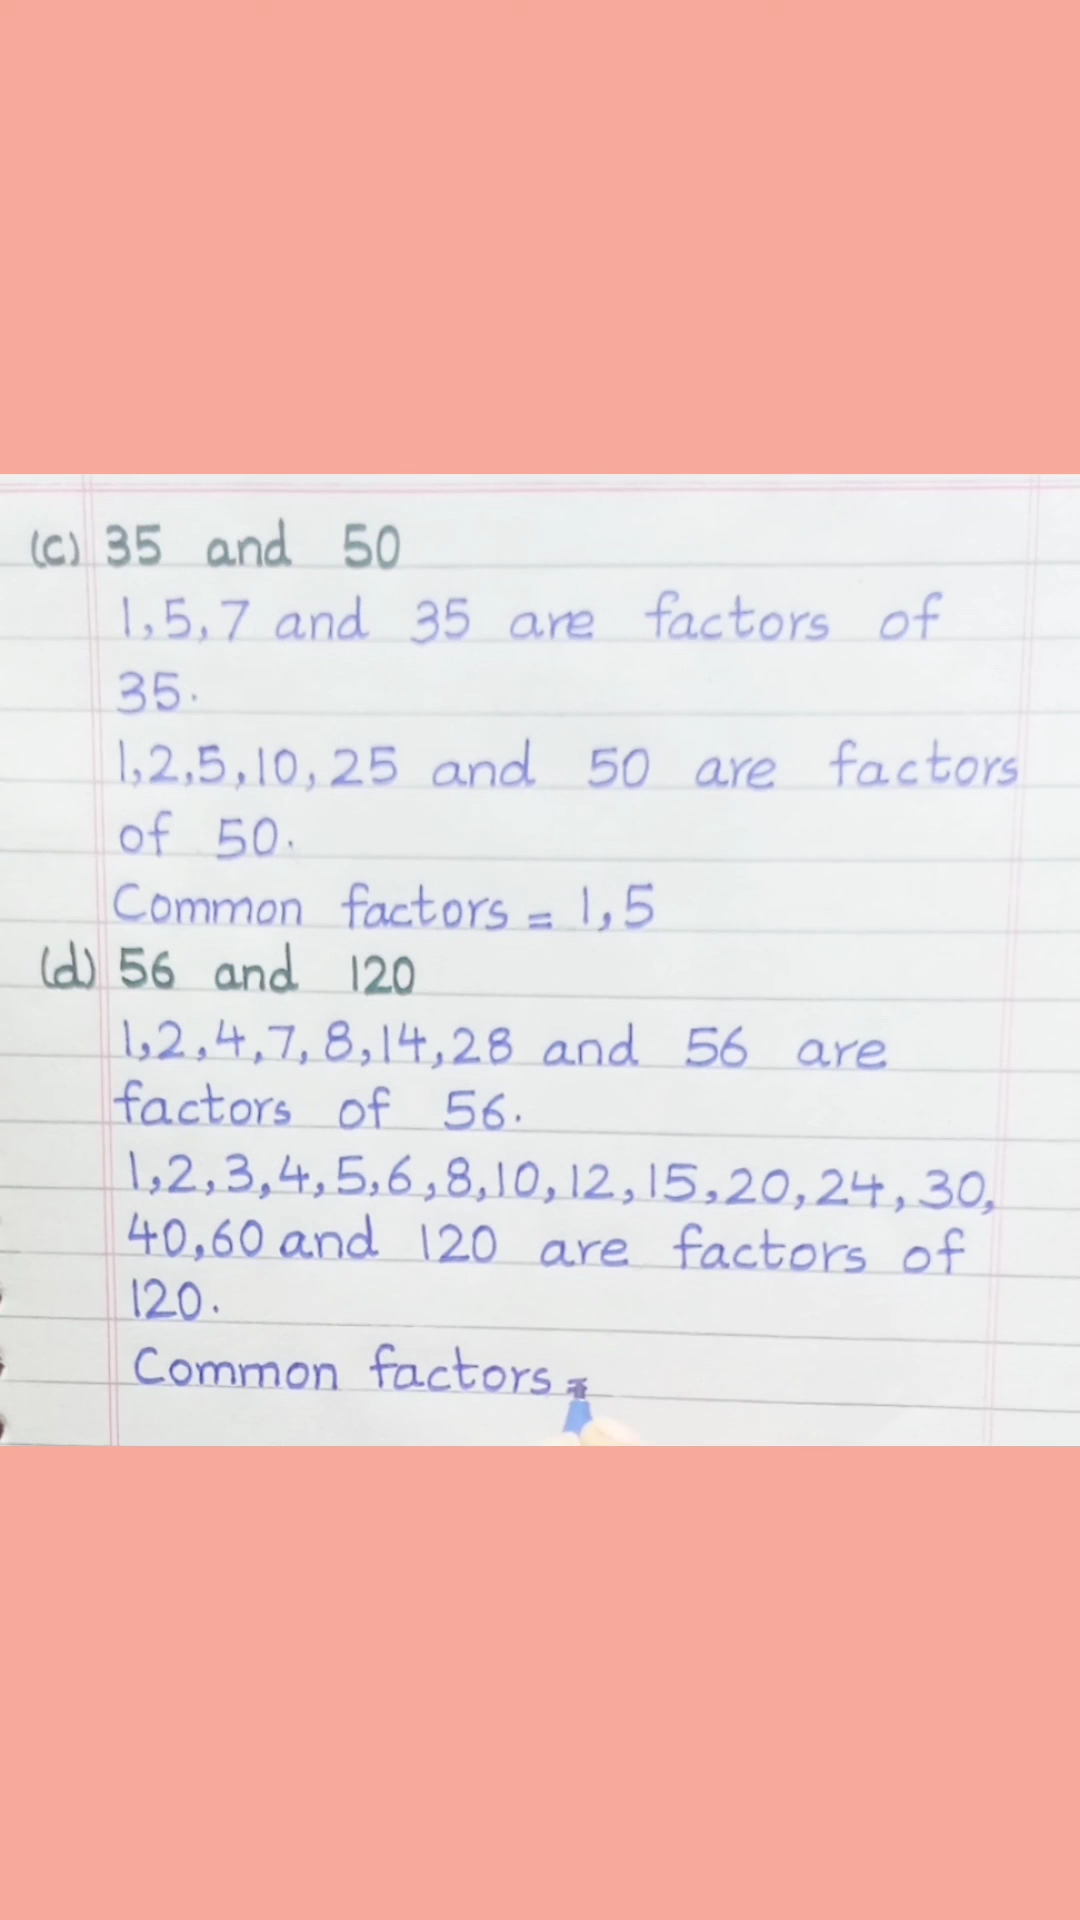 (c) 35 and 50
1,5,7 and 35 are factors of
35.
1,2,5,10,25 and 50 are factors
of 50.
Common factors = 1,5
(d) 56 and 120
1,2,4,7,8,14,28 and 56 are
factors of 56.
1,2,3,4,5,6,8,10,12,15,20,24,30,
40,60 and 120 are factors of
120.
Common factors =